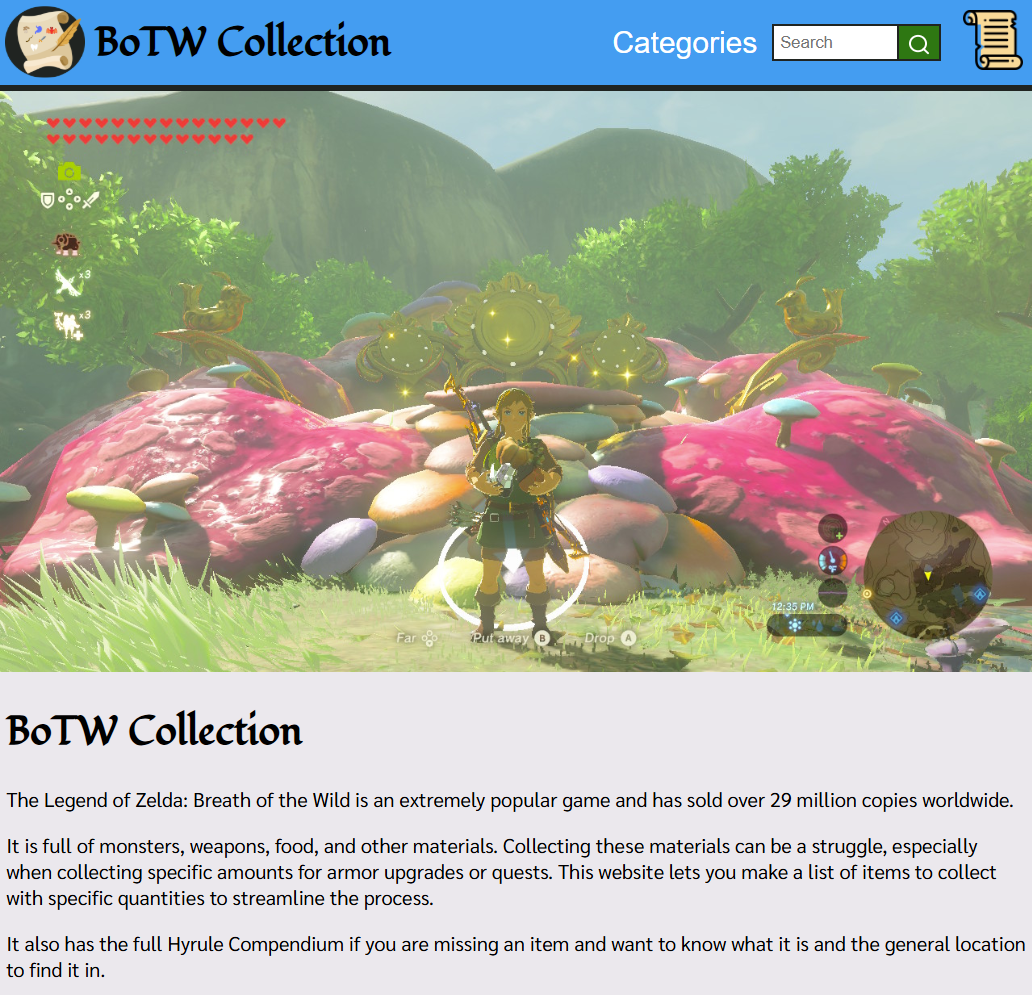 BoTW Collection
Categories
Search
x3
x3
12:35 PM
Far
Put away B
Drop A
BoTW Collection
The Legend of Zelda: Breath of the Wild is an extremely popular game and has sold over 29 million copies worldwide.
It is full of monsters, weapons, food, and other materials. Collecting these materials can be a struggle, especially
when collecting specific amounts for armor upgrades or quests. This website lets you make a list of items to collect
with specific quantities to streamline the process.
It also has the full Hyrule Compendium if you are missing an item and want to know what it is and the general location
to find it in.